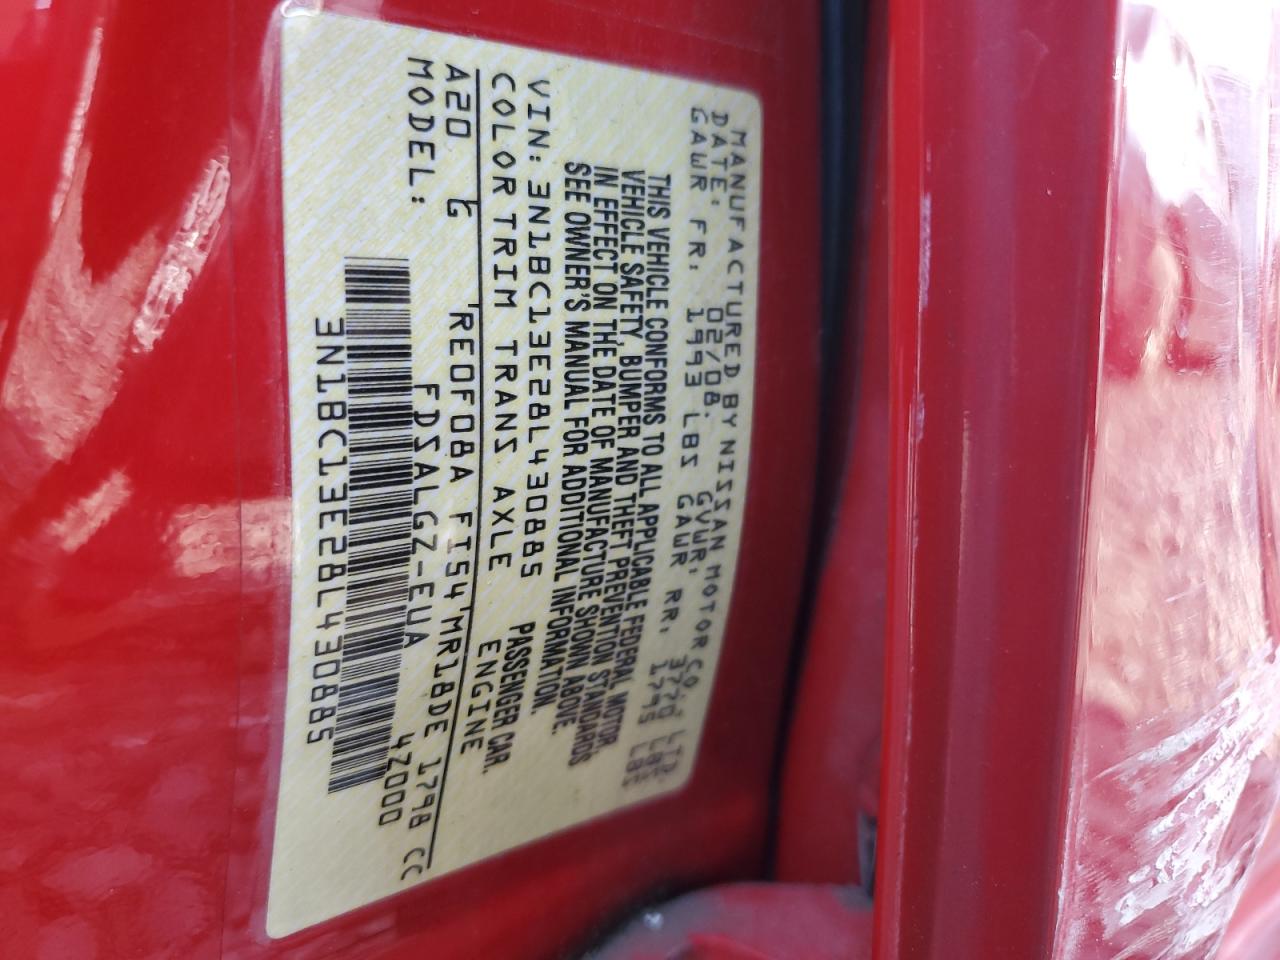 MANUFACTURED BY NISSAN MOTOR CO., LTD.
DATE: 02/08. GVWR: 3770 LBS
GAWR FR: 1993 LBS GAWR RR: 1795 LBS
THIS VEHICLE CONFORMS TO ALL APPLICABLE FEDERAL MOTOR
VEHICLE SAFETY, BUMPER AND THEFT PREVENTION STANDARDS
IN EFFECT ON THE DATE OF MANUFACTURE SHOWN ABOVE.
SEE OWNER'S MANUAL FOR ADDITIONAL INFORMATION.
VIN: 3N1BC13E28L430885 PASSENGER CAR.
COLOR TRIM TRANS AXLE ENGINE
A20 G RE0F08A FI54 MR18DE 1798 CC
MODEL: FDSALGZ-EUA 4Z000
3N1BC13E28L430885